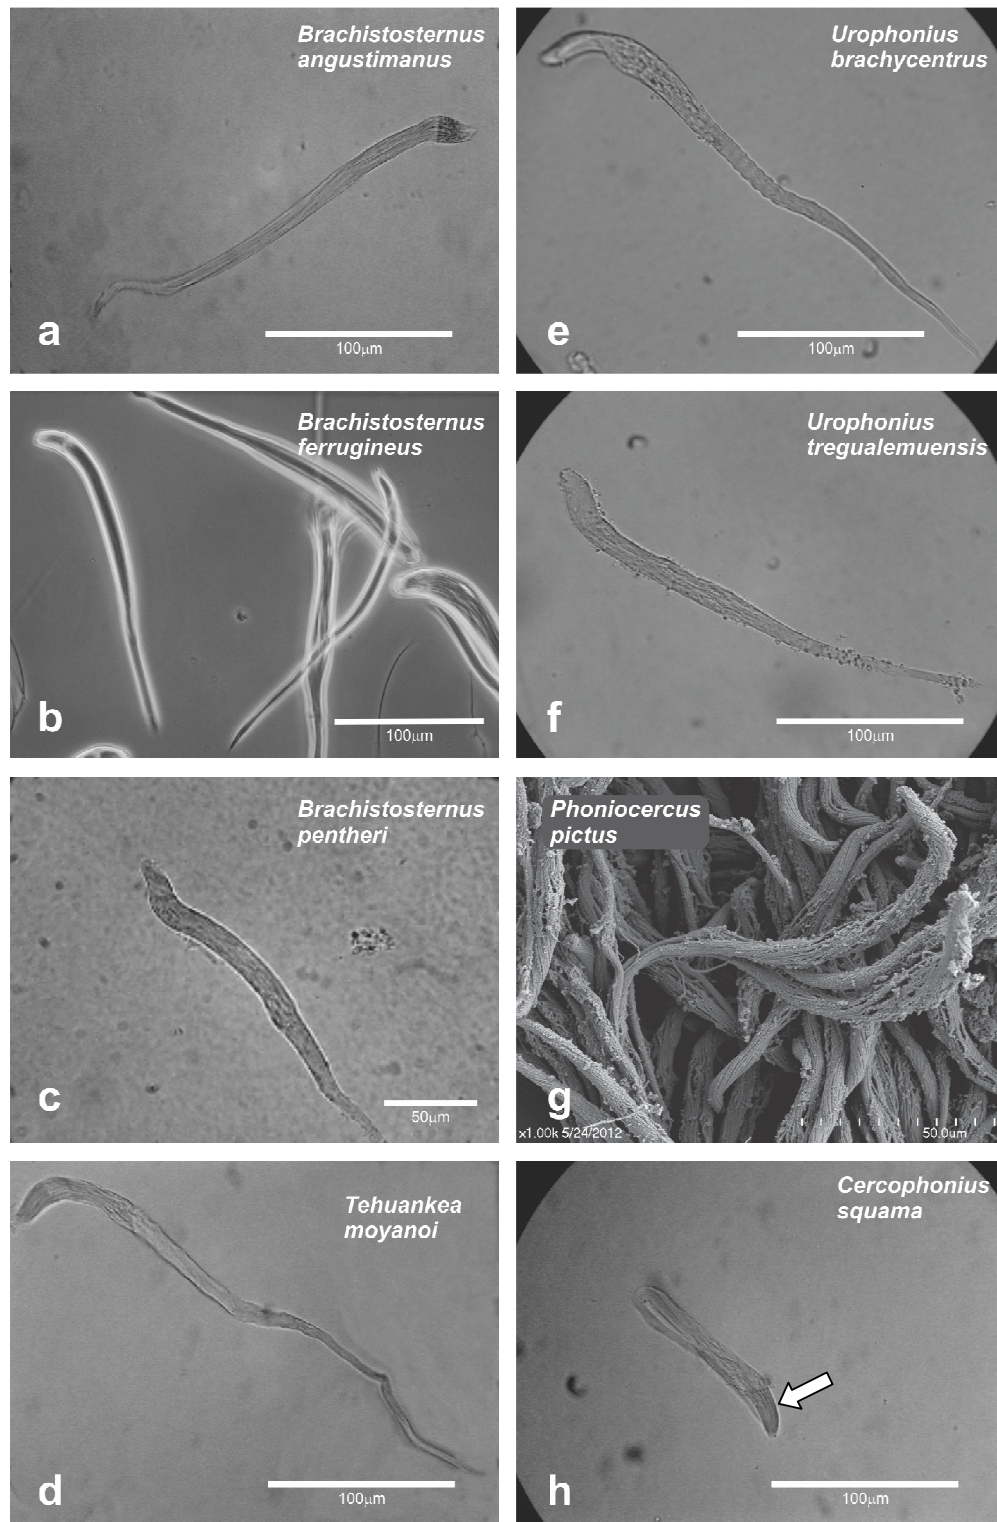 Brachistosternus
angustimanus
a
100µm
Urophonius
brachycentrus
e
100µm
Brachistosternus
ferrugineus
b
100µm
Urophonius
tregualemuensis
f
100µm
Brachistosternus
pentheri
c
50µm
Phoniocercus
pictus
g
x1.00k 5/24/2012
50.0um
Tehuankea
moyanoi
d
100µm
Cercophonius
squama
h
100µm